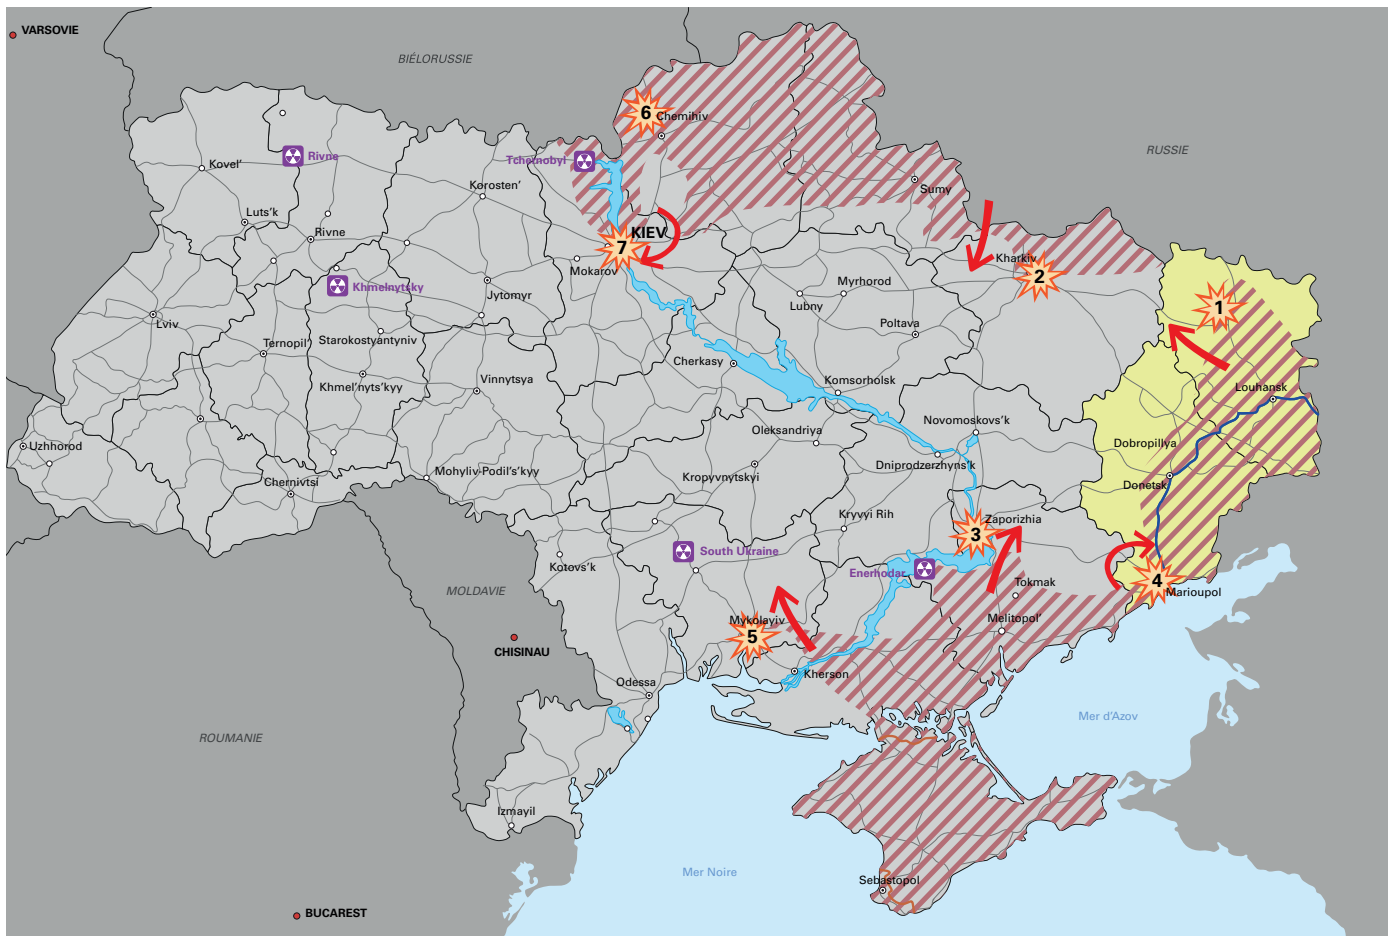 VARSOVIE
BIÉLORUSSIE
6
Chemihiv
RUSSIE
Rivne
Tchernobyl
Kovel'
Korosten'
Sumy
Luts'k
Rivne
KIEV
7
Mokarov
Kharkiv
2
Khmelnytsky
Jytomyr
Myrhorod
Lubny
1
Lviv
Poltava
Starokostyantyniv
Ternopil'
Cherkasy
Khmel'nyts'kyy
Vinnytsya
Komsorholsk
Louhansk
Novomoskovs'k
Oleksandriya
Uzhhorod
Dobropillya
Dniprodzerzhyns'k
Mohyliv-Podil's'kyy
Kropyvnytskyi
Chernivtsi
Donetsk
Kryvyi Rih
Zaporizhia
3
South Ukraine
Kotovs'k
Enerhodar
Tokmak
4
Marioupol
MOLDAVIE
Mykolayiv
5
Melitopol'
CHISINAU
Kherson
Odessa
Mer d'Azov
ROUMANIE
Izmayil
Mer Noire
Sebastopol
BUCAREST